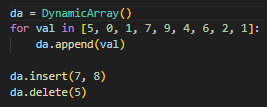 da = DynamicArray()
for val in [5, 0, 1, 7, 9, 4, 6, 2, 1]:
    da.append(val)

da.insert(7, 8)
da.delete(5)